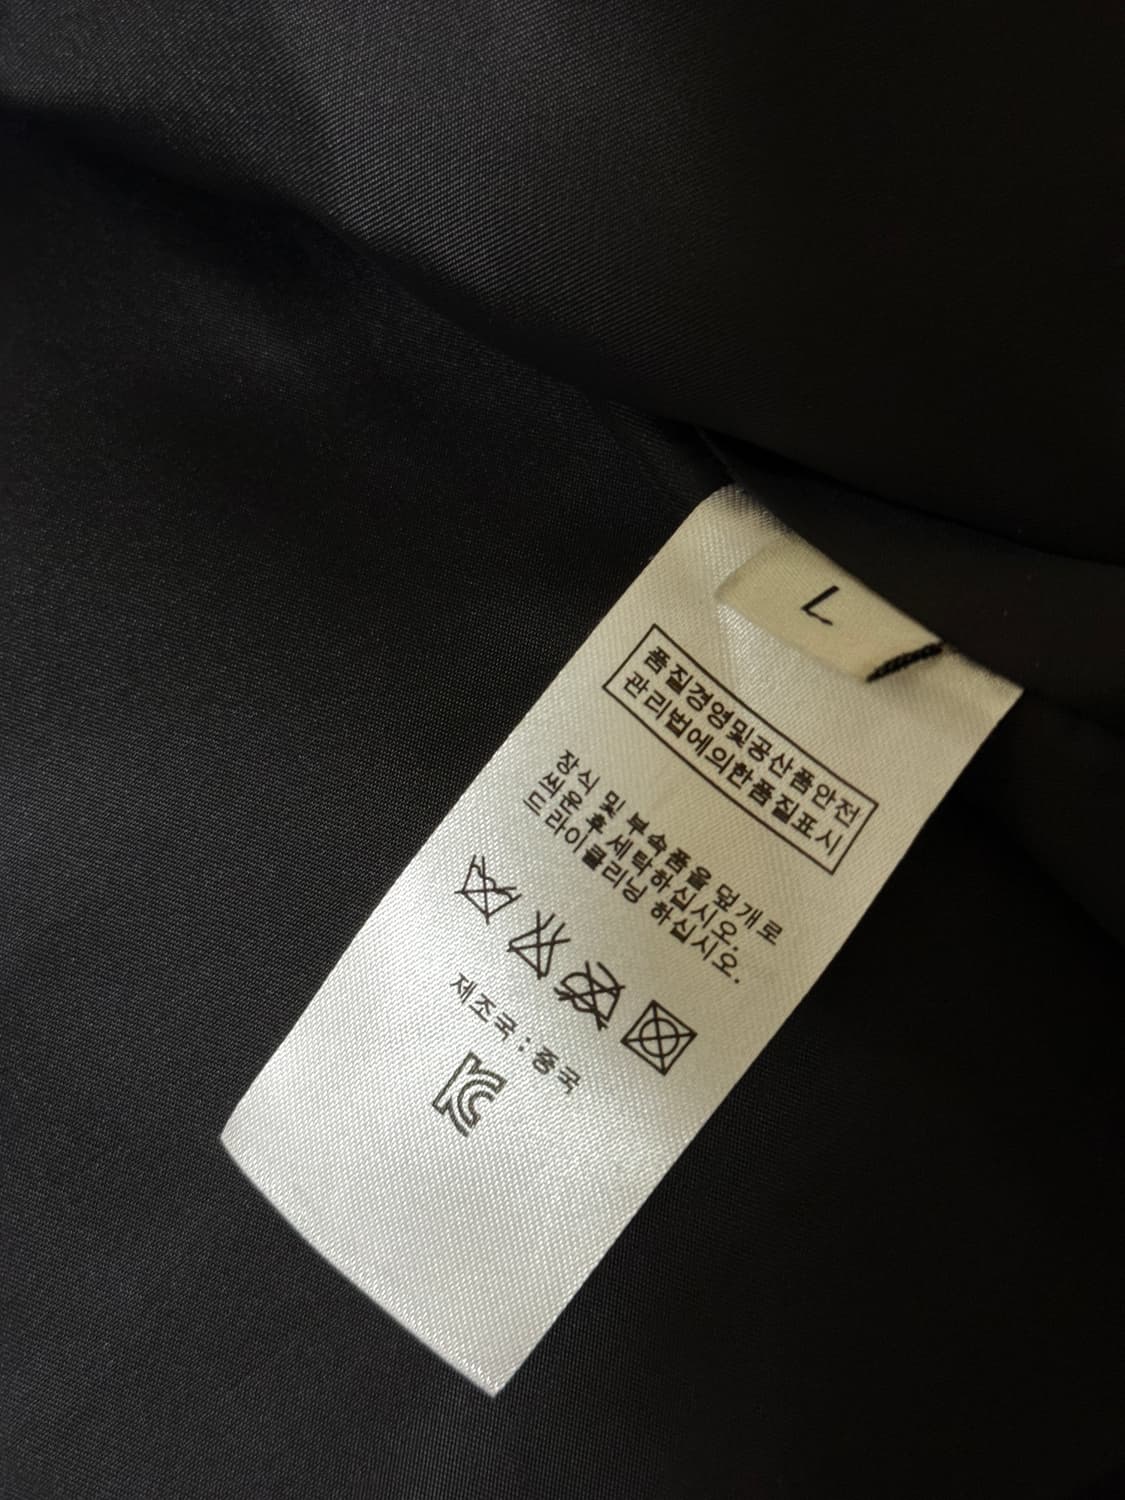 L
품질경영및공산품안전
관리법에의한품질표시
장식 및 부속품을 덮개로
씌운후세탁하십시오.
드라이클리닝 하십시오.
제조국 : 중국